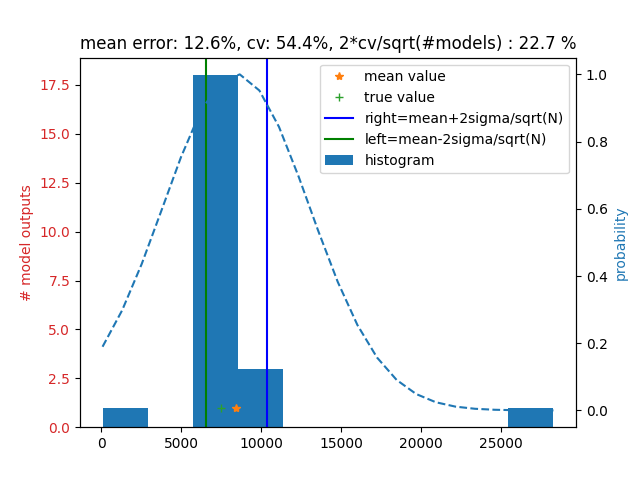 mean error: 12.6%, cv: 54.4%, 2*cv/sqrt(#models) : 22.7 %
mean value
true value
right=mean+2sigma/sqrt(N)
left=mean-2sigma/sqrt(N)
histogram
# model outputs
17.5
15.0
12.5
10.0
7.5
5.0
2.5
0.0
1.0
0.8
0.6
0.4
0.2
0.0
probability
0
5000
10000
15000
20000
25000